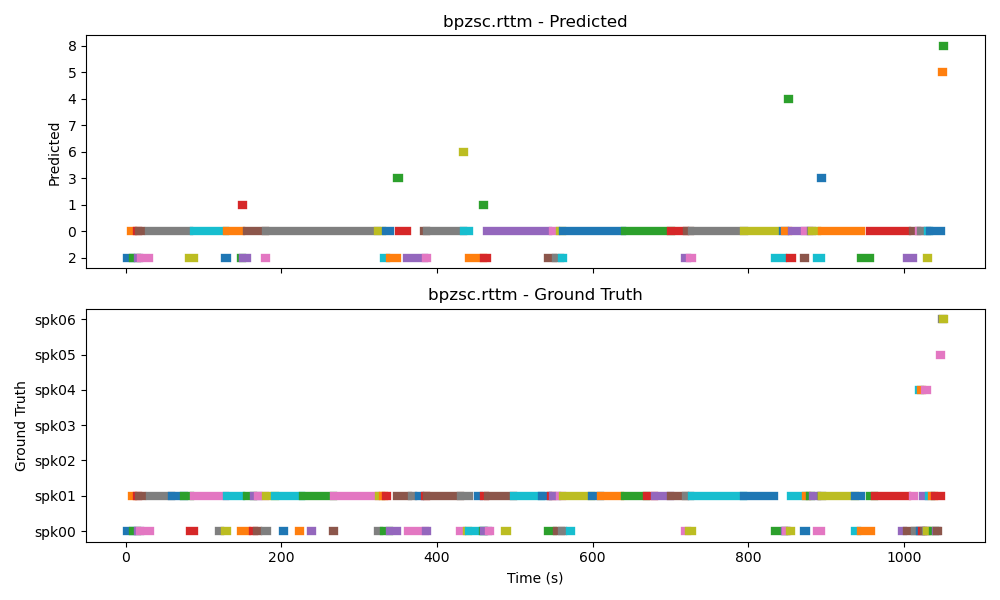 bpzsc.rttm - Predicted
8
5
4
7
6
3
1
0
2
Predicted
bpzsc.rttm - Ground Truth
spk06
spk05
spk04
spk03
spk02
spk01
spk00
Ground Truth
0 200 400 600 800 1000
Time (s)